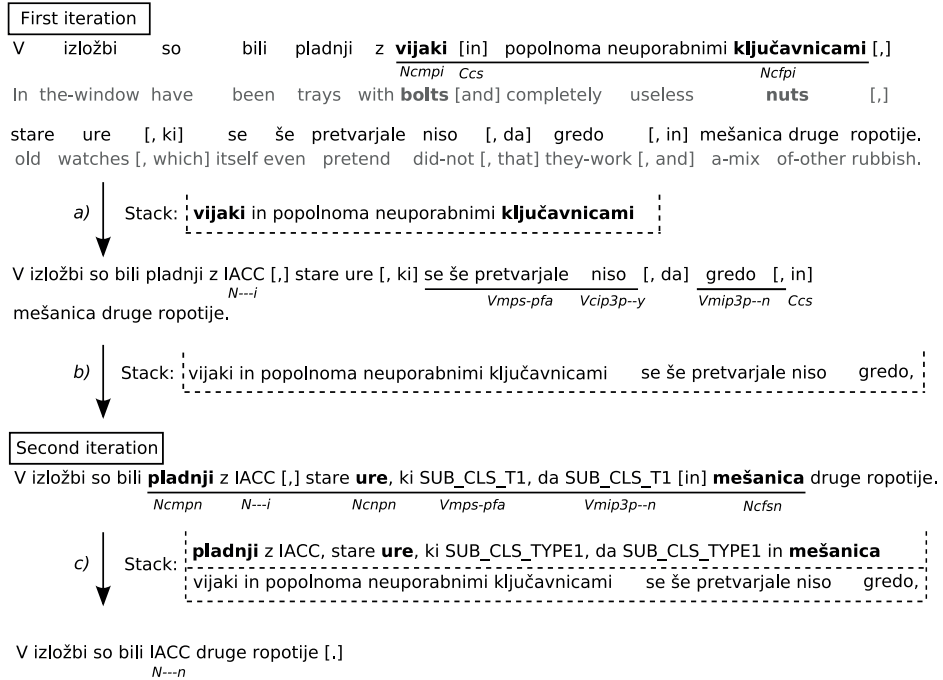 First iteration
V izložbi so bili pladnji z vijaki [in] popolnoma neuporabnimi ključavnicami [,]
Ncmpi Ccs Ncfpi
In the-window have been trays with bolts [and] completely useless nuts [,]
stare ure [, ki] se še pretvarjale niso [, da] gredo [, in] mešanica druge ropotije.
old watches [, which] itself even pretend did-not [, that] they-work [, and] a-mix of-other rubbish.
a) Stack: vijaki in popolnoma neuporabnimi ključavnicami
V izložbi so bili pladnji z IACC [,] stare ure [, ki] se še pretvarjale niso [, da] gredo [, in]
N---i Vmps-pfa Vcip3p--y Vmip3p--n Ccs
mešanica druge ropotije.
b) Stack: vijaki in popolnoma neuporabnimi ključavnicami se še pretvarjale niso gredo,
Second iteration
V izložbi so bili pladnji z IACC [,] stare ure, ki SUB_CLS_T1, da SUB_CLS_T1 [in] mešanica druge ropotije.
Ncmpn N---i Ncnpn Vmps-pfa Vmip3p--n Ncfsn
pladnji z IACC, stare ure, ki SUB_CLS_TYPE1, da SUB_CLS_TYPE1 in mešanica
c) Stack:
vijaki in popolnoma neuporabnimi ključavnicami se še pretvarjale niso gredo,
V izložbi so bili IACC druge ropotije [.]
N---n